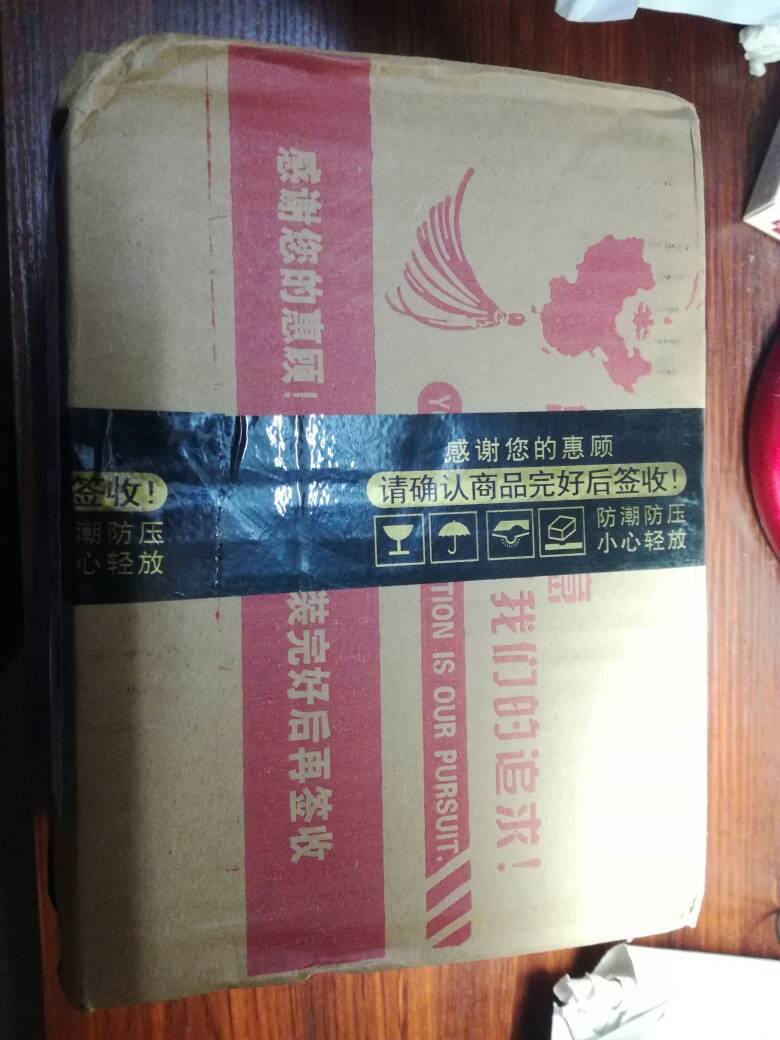 感谢您的惠顾
请确认商品完好后签收!
防潮防压
小心轻放
签收!
潮防压
心轻放
感谢您的惠顾!
装完好后再签收
Y
TION IS OUR PURSUIT.
意
我们的追求!